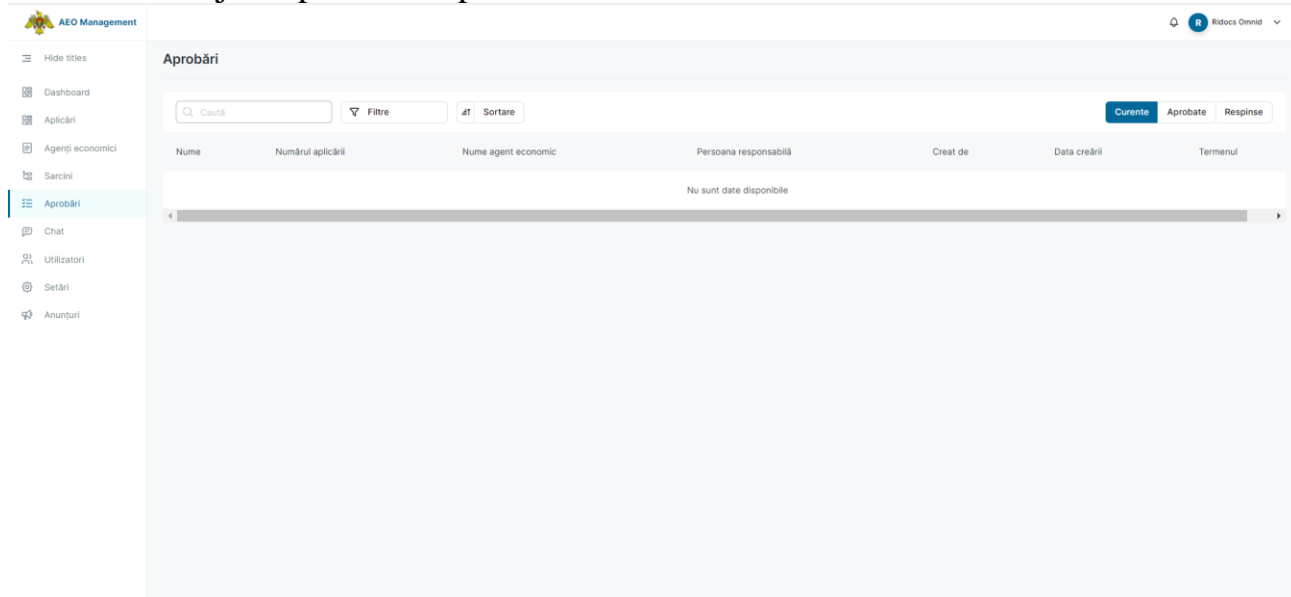 AEO Management
R Ridocs Omnid
Hide titles
Aprobări
Dashboard
Caută Filtre Sortare Curente Aprobate Respinse
Aplicări
Agenți economici
Nume Numărul aplicării Nume agent economic Persoana responsabilă Creat de Data creării Termenul
Sarcini
Nu sunt date disponibile
Aprobări
Chat
Utilizatori
Setări
Anunțuri